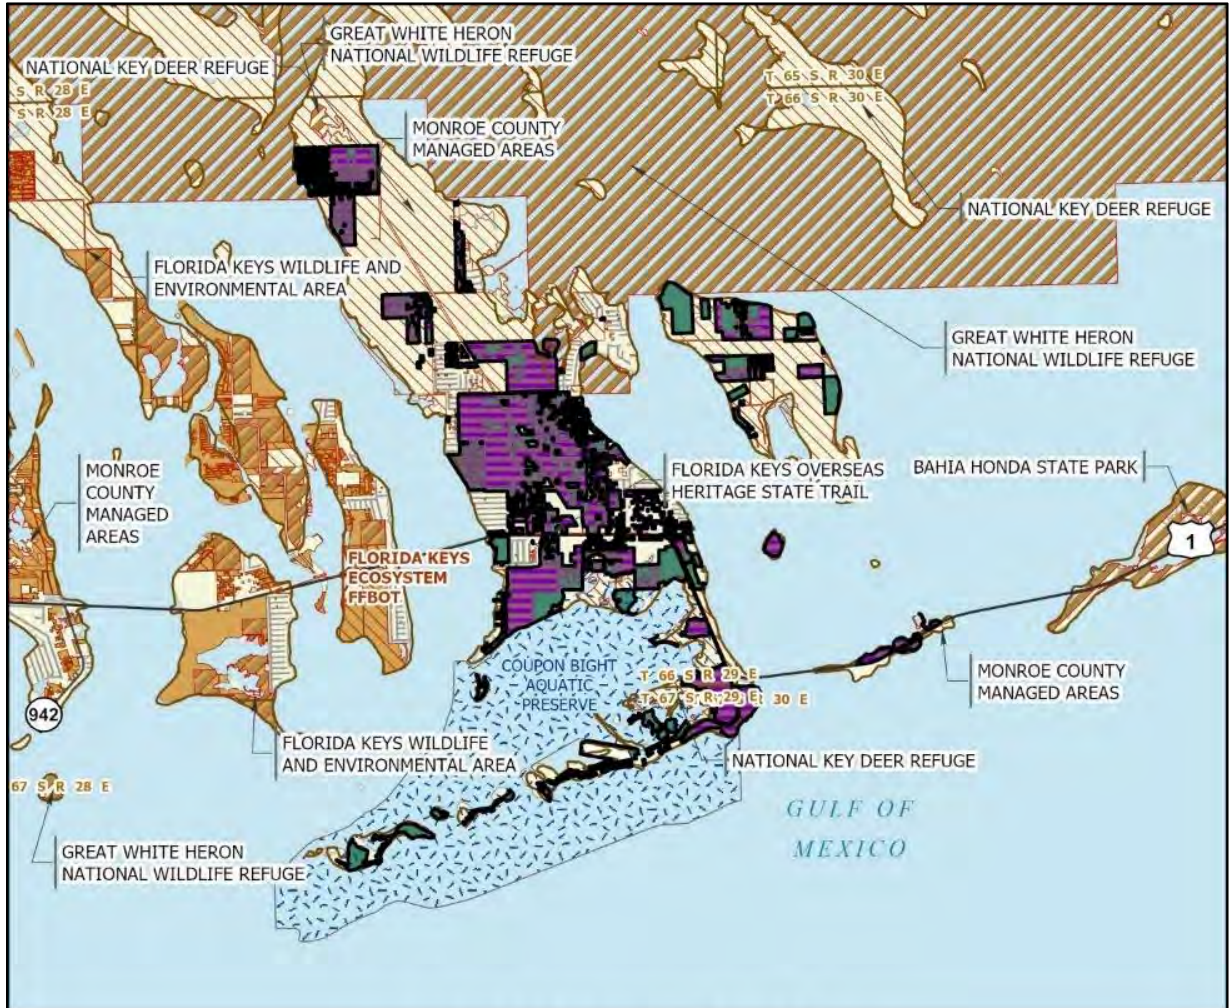 GREAT WHITE HERON
NATIONAL WILDLIFE REFUGE
NATIONAL KEY DEER REFUGE
S R 28 E
S R 28 E
T 65 S R 30 E
T 66 S R 30 E
MONROE COUNTY
MANAGED AREAS
NATIONAL KEY DEER REFUGE
FLORIDA KEYS WILDLIFE AND
ENVIRONMENTAL AREA
GREAT WHITE HERON
NATIONAL WILDLIFE REFUGE
MONROE
COUNTY
MANAGED
AREAS
FLORIDA KEYS OVERSEAS
HERITAGE STATE TRAIL
BAHIA HONDA STATE PARK
1
FLORIDA KEYS
ECOSYSTEM
FFBOT
COUPON BIGHT
AQUATIC
PRESERVE
T 66 S R 29 E
T 67 S R 29 E
30 E
MONROE COUNTY
MANAGED AREAS
942
FLORIDA KEYS WILDLIFE
AND ENVIRONMENTAL AREA
NATIONAL KEY DEER REFUGE
67 S R 28 E
GULF OF
MEXICO
GREAT WHITE HERON
NATIONAL WILDLIFE REFUGE